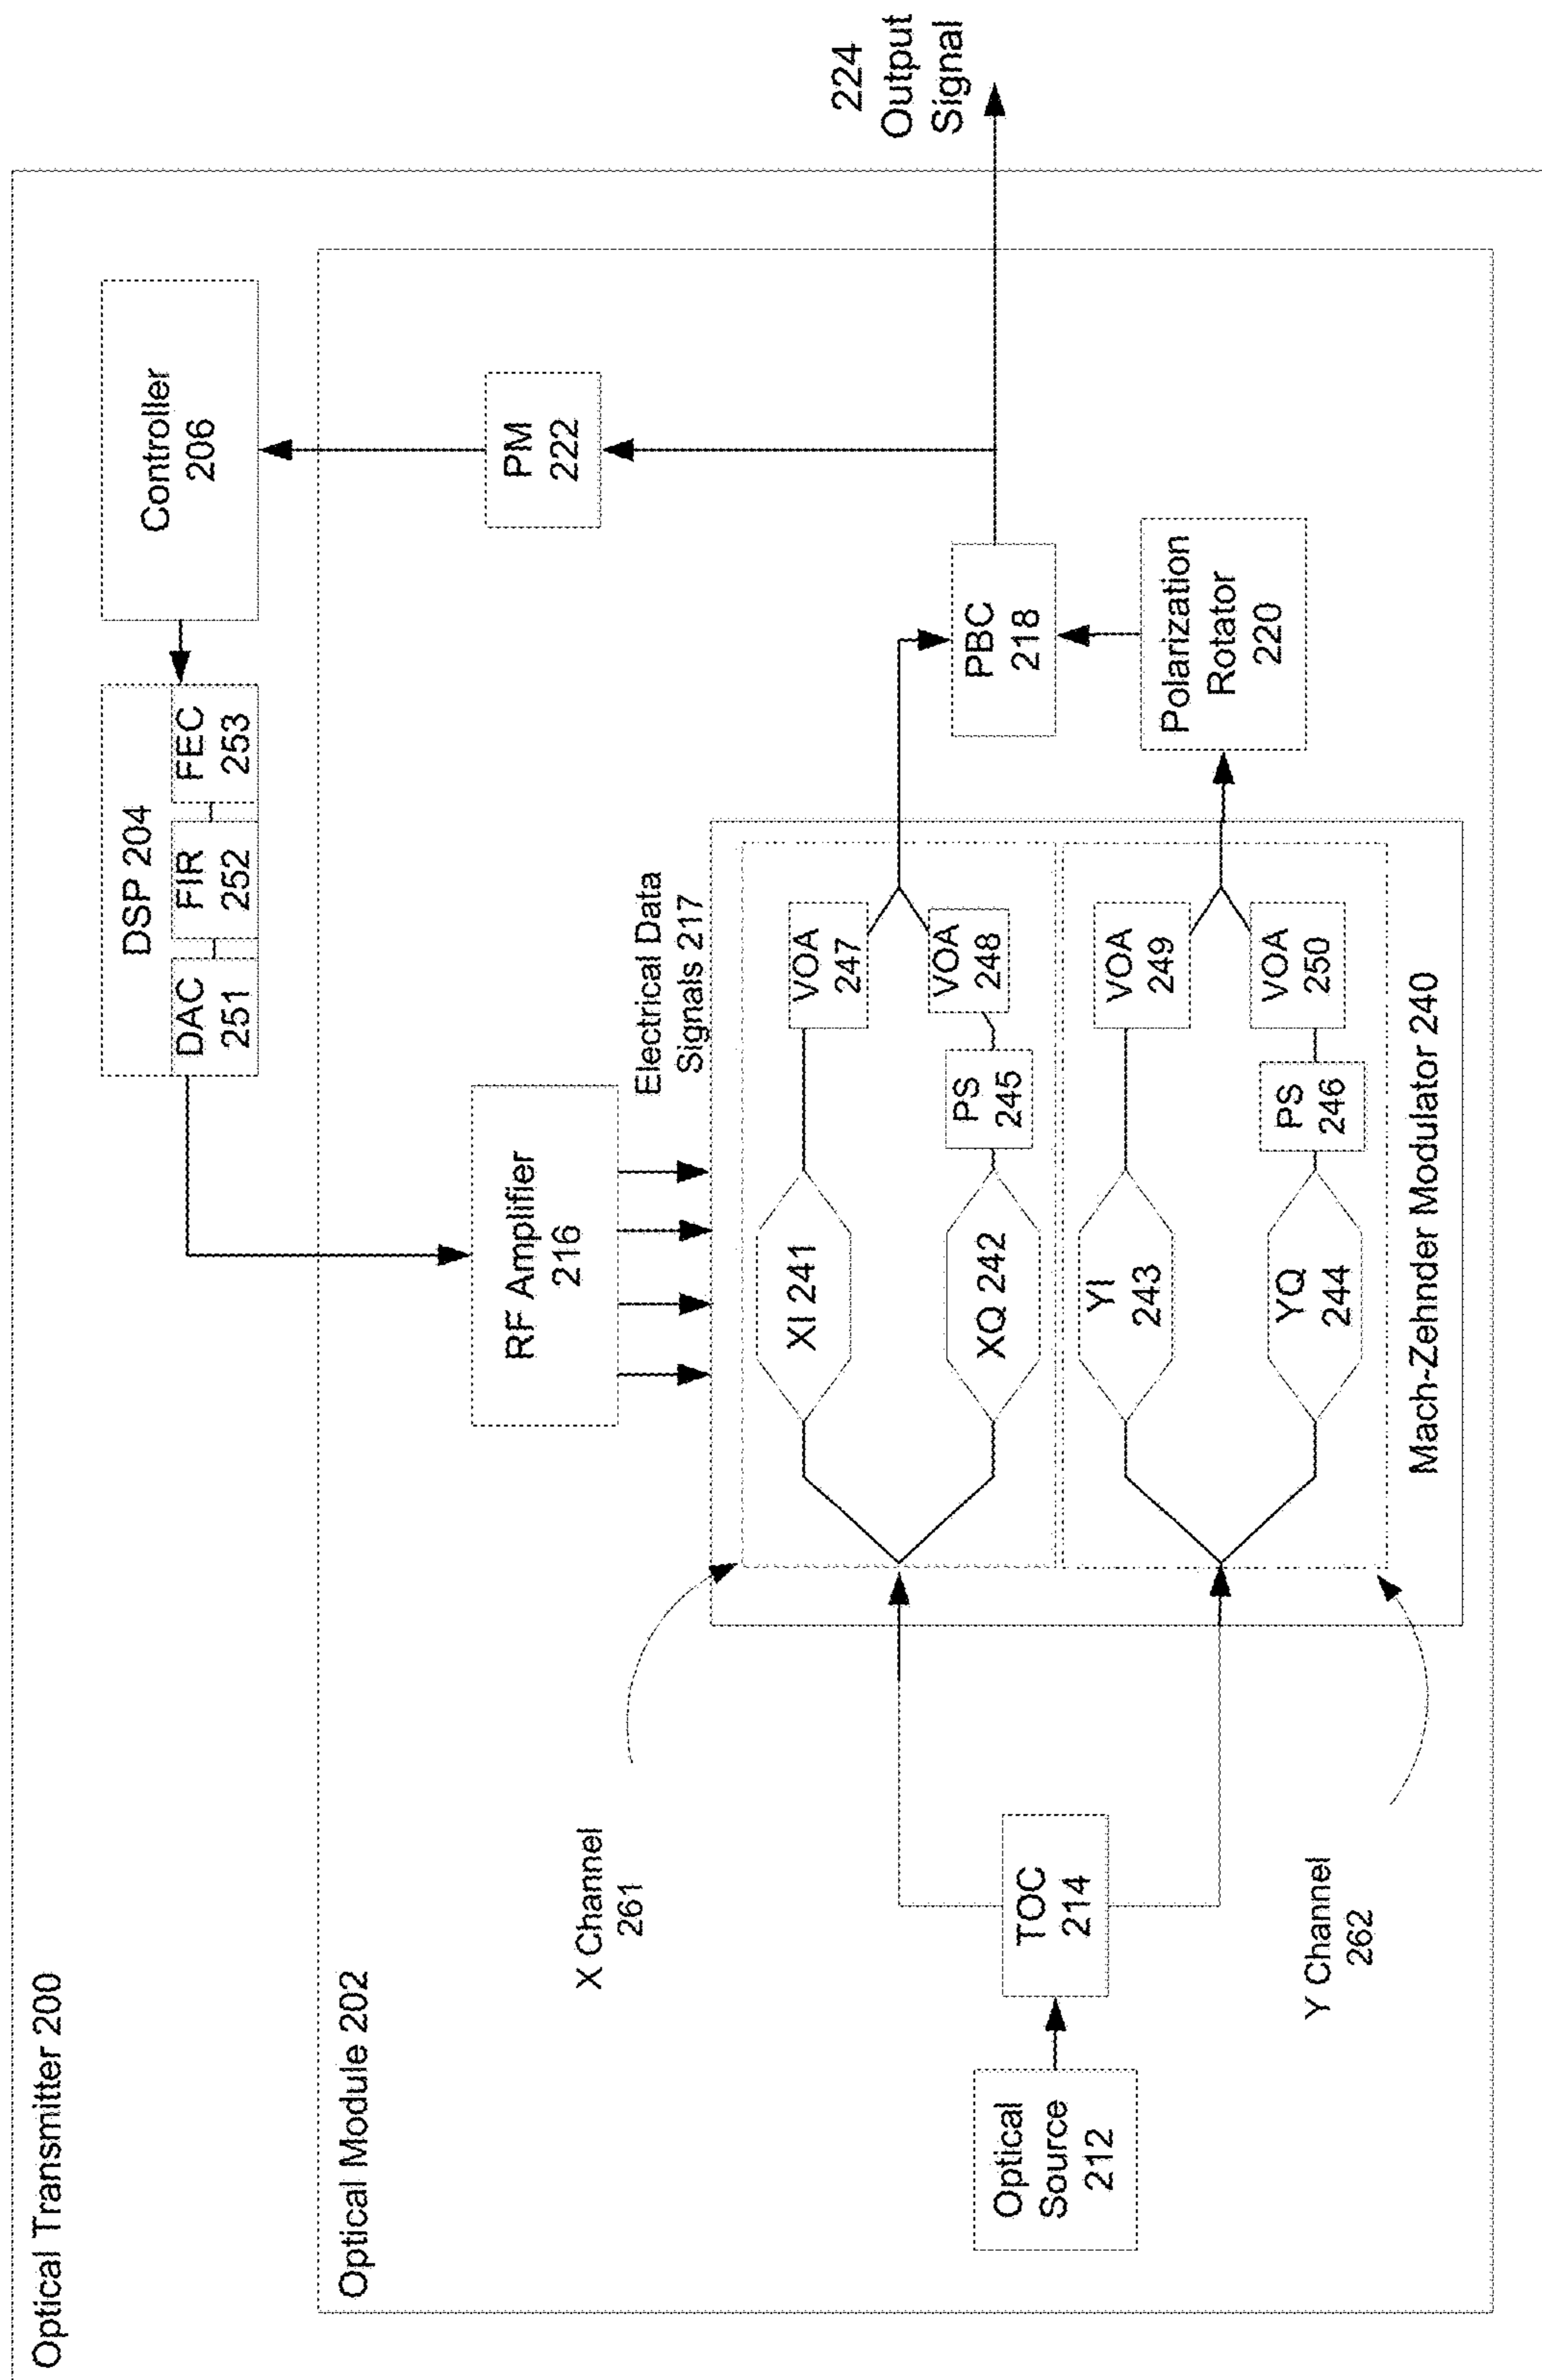 Optical Transmitter 200
Optical Module 202
Controller
206
DSP 204
DAC
251
FIR
252
FEC
253
RF Amplifier
216
Electrical Data
Signals 217
PM
222
224
Output
Signal
X Channel
261
XI 241
VOA
247
XQ 242
PS
245
VOA
248
PBC
218
Optical
Source
212
TOC
214
YI
243
VOA
249
YQ
244
PS
246
VOA
250
Polarization
Rotator
220
Y Channel
262
Mach-Zehnder Modulator 240